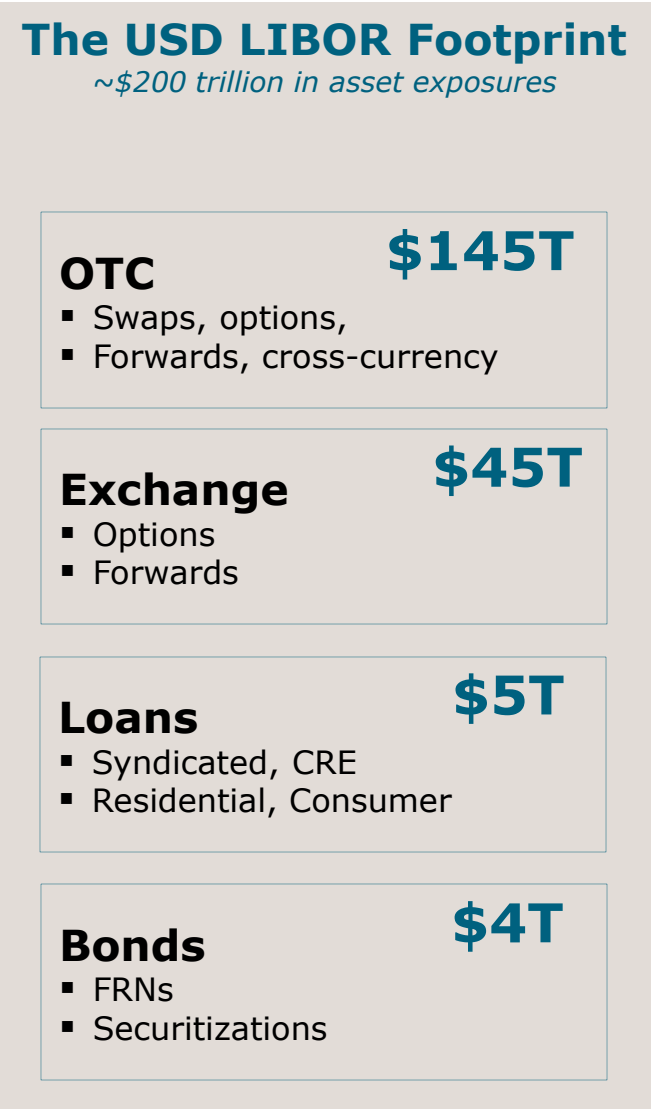 The USD LIBOR Footprint
~$200 trillion in asset exposures
$145T
OTC
▪ Swaps, options,
▪ Forwards, cross-currency
$45T
Exchange
▪ Options
▪ Forwards
$5T
Loans
▪ Syndicated, CRE
▪ Residential, Consumer
$4T
Bonds
▪ FRNs
▪ Securitizations